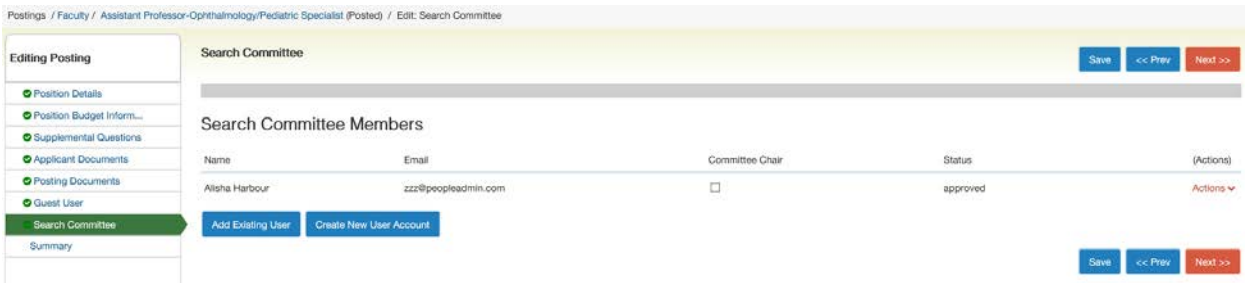 Postings / Faculty / Assistant Professor-Ophthalmology/Pediatric Specialist (Posted) / Edit: Search Committee
Editing Posting
Position Details
Position Budget Inform...
Supplemental Questions
Applicant Documents
Posting Documents
Guest User
Search Committee
Summary
Search Committee
Save << Prev Next >>
Search Committee Members
Name Email Committee Chair Status (Actions)
Alisha Harbour zzz@peopleadmin.com approved Actions
Add Existing User Create New User Account
Save << Prev Next >>